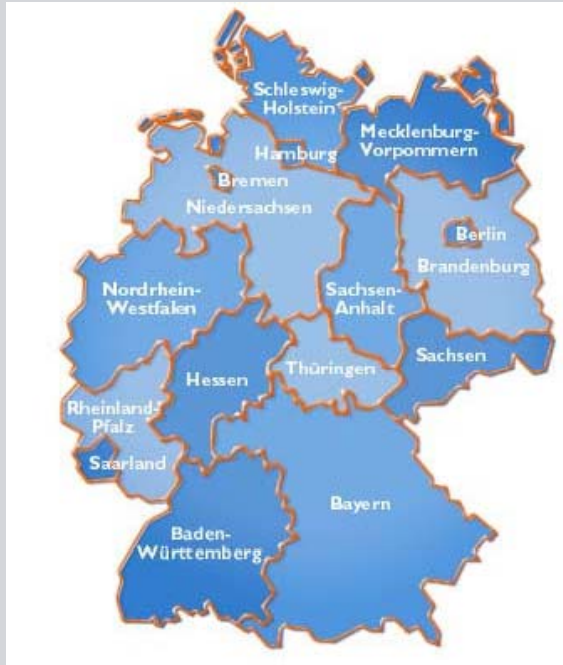 Schleswig-
Holstein
Mecklenburg-
Vorpommern
Hamburg
Bremen
Niedersachsen
Berlin
Brandenburg
Nordrhein-
Westfalen
Sachsen-
Anhalt
Sachsen
Thüringen
Hessen
Rheinland-
Pfalz
Saarland
Bayern
Baden-
Württemberg